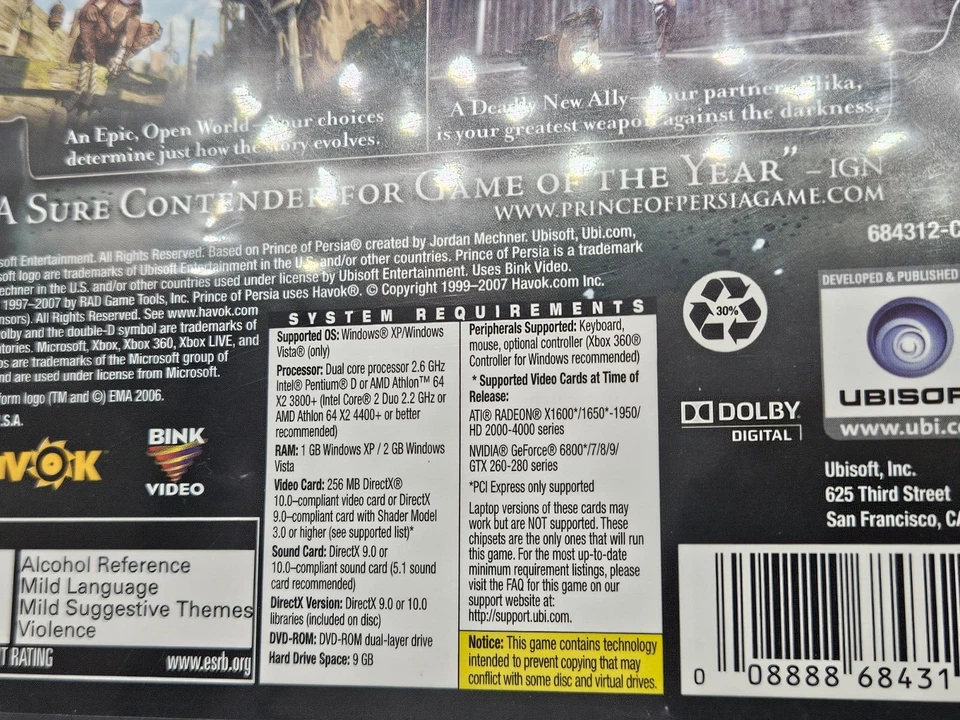 An Epic, Open World—Your choices
determine just how the story evolves.
A Deadly New Ally—Your partner, Elika,
is your greatest weapon against the darkness.
A SURE CONTENDER FOR GAME OF THE YEAR" – IGN
WWW.PRINCEOFPERSIAGAME.COM
684312-C
soft Entertainment. All Rights Reserved. Based on Prince of Persia® created by Jordan Mechner. Ubisoft, Ubi.com,
soft logo are trademarks of Ubisoft Entertainment in the U.S. and/or other countries. Prince of Persia is a trademark
echner in the U.S. and/or other countries used under license by Ubisoft Entertainment. Uses Bink Video.
1997–2007 by RAD Game Tools, Inc. Prince of Persia uses Havok®. © Copyright 1999–2007 Havok.com Inc.
nsors). All Rights Reserved. See www.havok.com
olby and the double-D symbol are trademarks of
tories. Microsoft, Xbox, Xbox 360, Xbox LIVE, and
os are trademarks of the Microsoft group of
nd are used under license from Microsoft.
form logo (TM and ©) EMA 2006.
.S.A.
VOK
BINK
VIDEO
Alcohol Reference
Mild Language
Mild Suggestive Themes
Violence
T RATING
www.esrb.org
SYSTEM REQUIREMENTS
Supported OS: Windows® XP/Windows
Vista® (only)
Processor: Dual core processor 2.6 GHz
Intel® Pentium® D or AMD Athlon™ 64
X2 3800+ (Intel Core® 2 Duo 2.2 GHz or
AMD Athlon 64 X2 4400+ or better
recommended)
RAM: 1 GB Windows XP / 2 GB Windows
Vista
Video Card: 256 MB DirectX®
10.0–compliant video card or DirectX
9.0–compliant card with Shader Model
3.0 or higher (see supported list)*
Sound Card: DirectX 9.0 or
10.0–compliant sound card (5.1 sound
card recommended)
DirectX Version: DirectX 9.0 or 10.0
libraries (included on disc)
DVD-ROM: DVD-ROM dual-layer drive
Hard Drive Space: 9 GB
Peripherals Supported: Keyboard,
mouse, optional controller (Xbox 360®
Controller for Windows recommended)
* Supported Video Cards at Time of
Release:
ATI® RADEON® X1600*/1650*-1950/
HD 2000-4000 series
NVIDIA® GeForce® 6800*/7/8/9/
GTX 260-280 series
*PCI Express only supported
Laptop versions of these cards may
work but are NOT supported. These
chipsets are the only ones that will run
this game. For the most up-to-date
minimum requirement listings, please
visit the FAQ for this game on our
support website at:
http://support.ubi.com.
Notice: This game contains technology
intended to prevent copying that may
conflict with some disc and virtual drives.
30%
DOLBY
DIGITAL
DEVELOPED & PUBLISHED
UBISOF
www.ubi.co
Ubisoft, Inc.
625 Third Street
San Francisco, CA
0 08888 68431